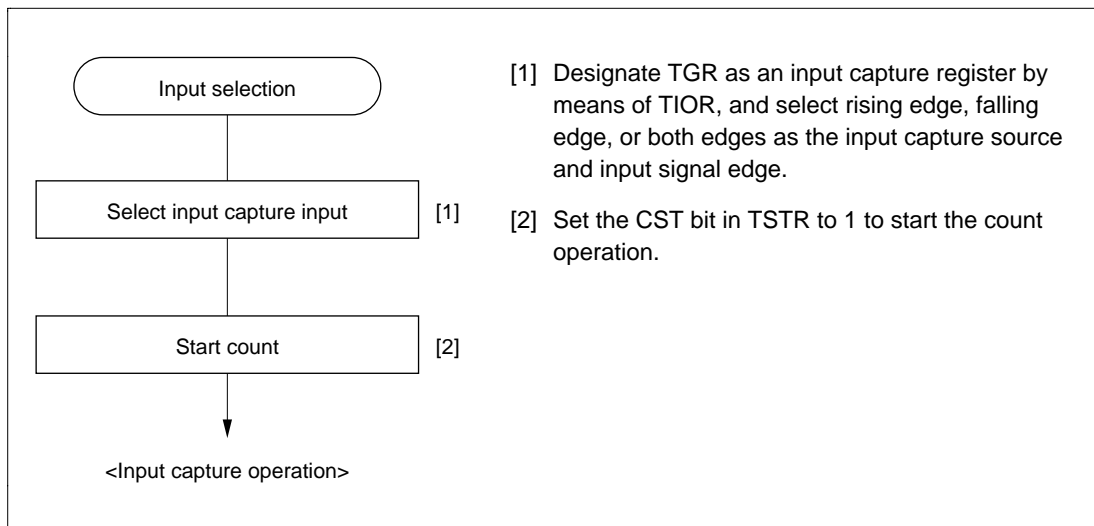 Input selection
Select input capture input [1]
Start count [2]
<Input capture operation>
[1] Designate TGR as an input capture register by
means of TIOR, and select rising edge, falling
edge, or both edges as the input capture source
and input signal edge.
[2] Set the CST bit in TSTR to 1 to start the count
operation.